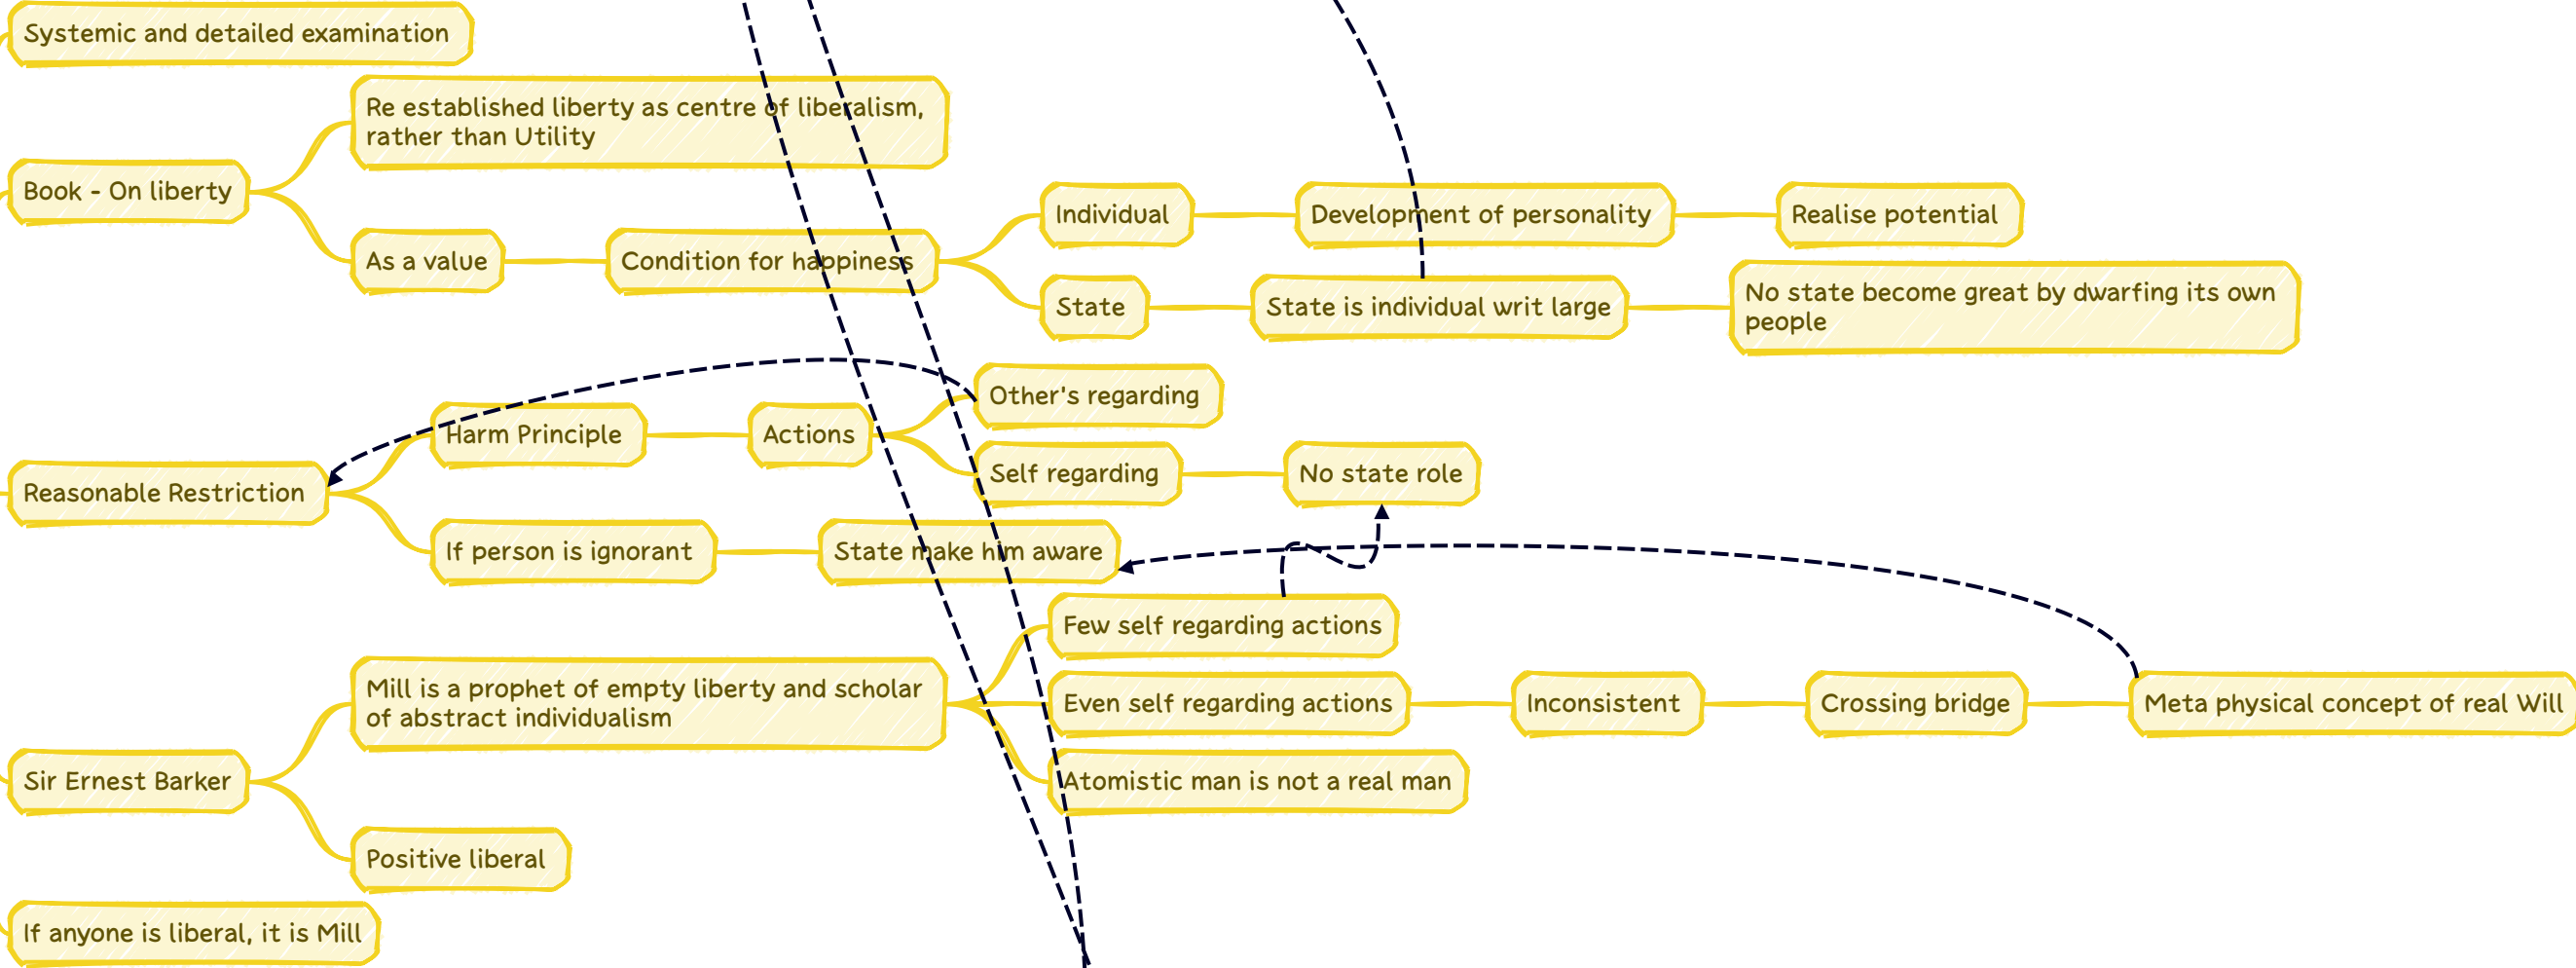 Systemic and detailed examination
Re established liberty as centre of liberalism,
rather than Utility
Book - On liberty
As a value
Condition for happiness
Individual
Development of personality
Realise potential
State
State is individual writ large
No state become great by dwarfing its own
people
Reasonable Restriction
Harm Principle
Actions
Other's regarding
Self regarding
No state role
If person is ignorant
State make him aware
Sir Ernest Barker
Mill is a prophet of empty liberty and scholar
of abstract individualism
Few self regarding actions
Even self regarding actions
Inconsistent
Crossing bridge
Meta physical concept of real Will
Atomistic man is not a real man
Positive liberal
If anyone is liberal, it is Mill